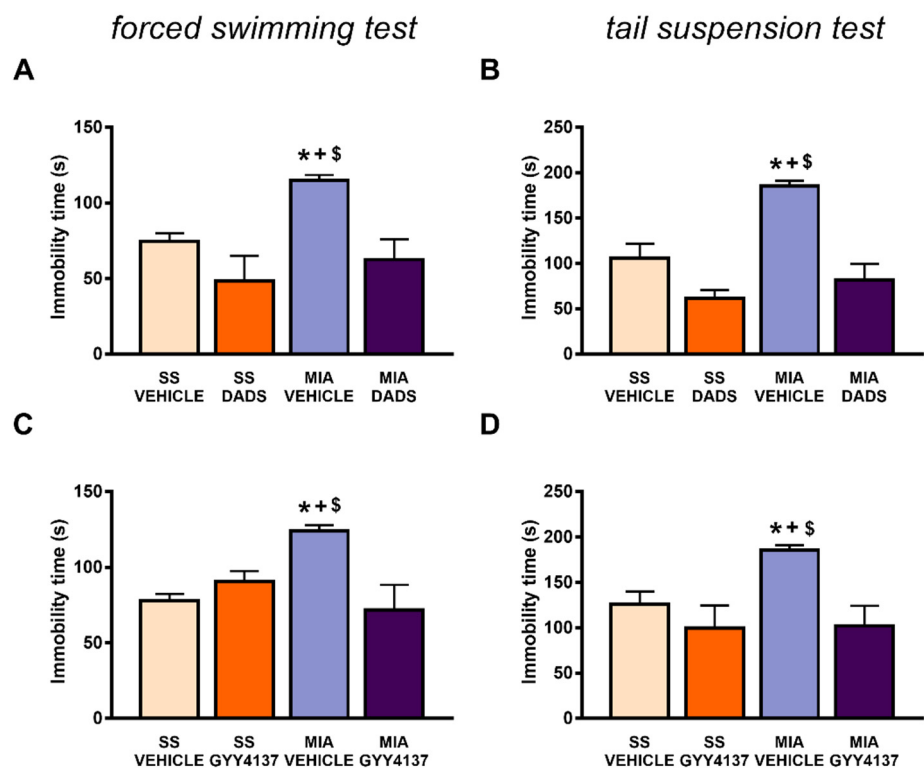 forced swimming test
tail suspension test
A
Immobility time (s)
150
100
50
0
* + $
SS VEHICLE
SS DADS
MIA VEHICLE
MIA DADS
B
Immobility time (s)
250
200
150
100
50
0
* + $
SS VEHICLE
SS DADS
MIA VEHICLE
MIA DADS
C
Immobility time (s)
150
100
50
0
* + $
SS VEHICLE
SS GYY4137
MIA VEHICLE
MIA GYY4137
D
Immobility time (s)
250
200
150
100
50
0
* + $
SS VEHICLE
SS GYY4137
MIA VEHICLE
MIA GYY4137